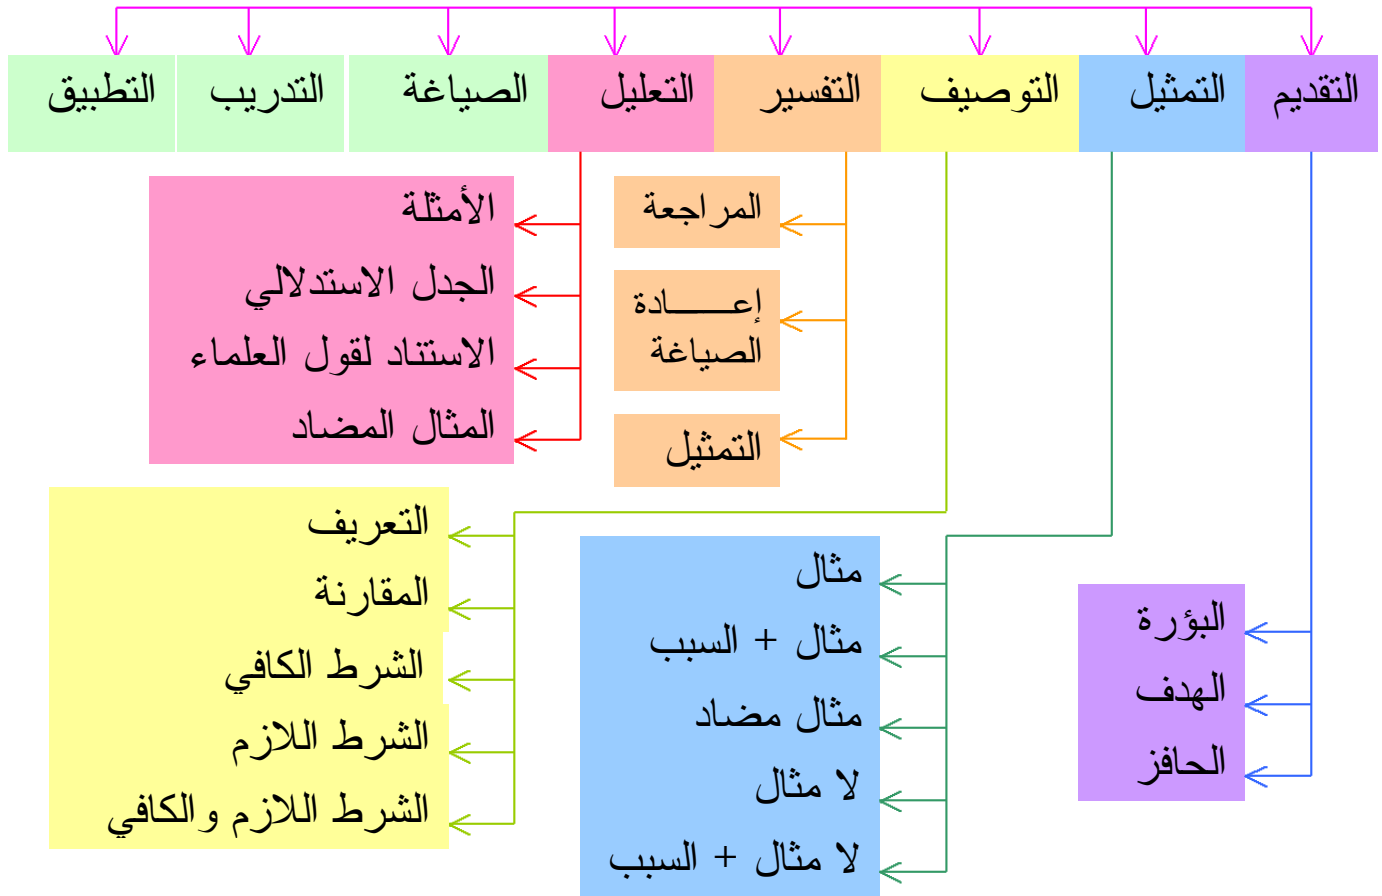 التقديم
التمثيل
التوصيف
التفسير
التعليل
الصياغة
التدريب
التطبيق
البؤرة
الهدف
الحافز
مثال
مثال + السبب
مثال مضاد
لا مثال
لا مثال + السبب
التعريف
المقارنة
الشرط الكافي
الشرط اللازم
الشرط اللازم والكافي
المراجعة
إعــــادة
الصياغة
التمثيل
الأمثلة
الجدل الاستدلالي
الاستناد لقول العلماء
المثال المضاد